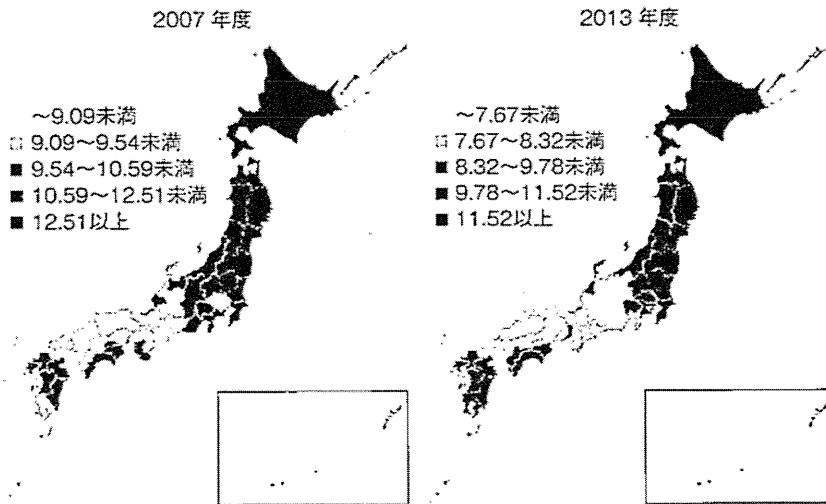 2007 年度
～9.09未満
9.09～9.54未満
9.54～10.59未満
10.59～12.51未満
12.51以上
2013 年度
～7.67未満
7.67～8.32未満
8.32～9.78未満
9.78～11.52未満
11.52以上